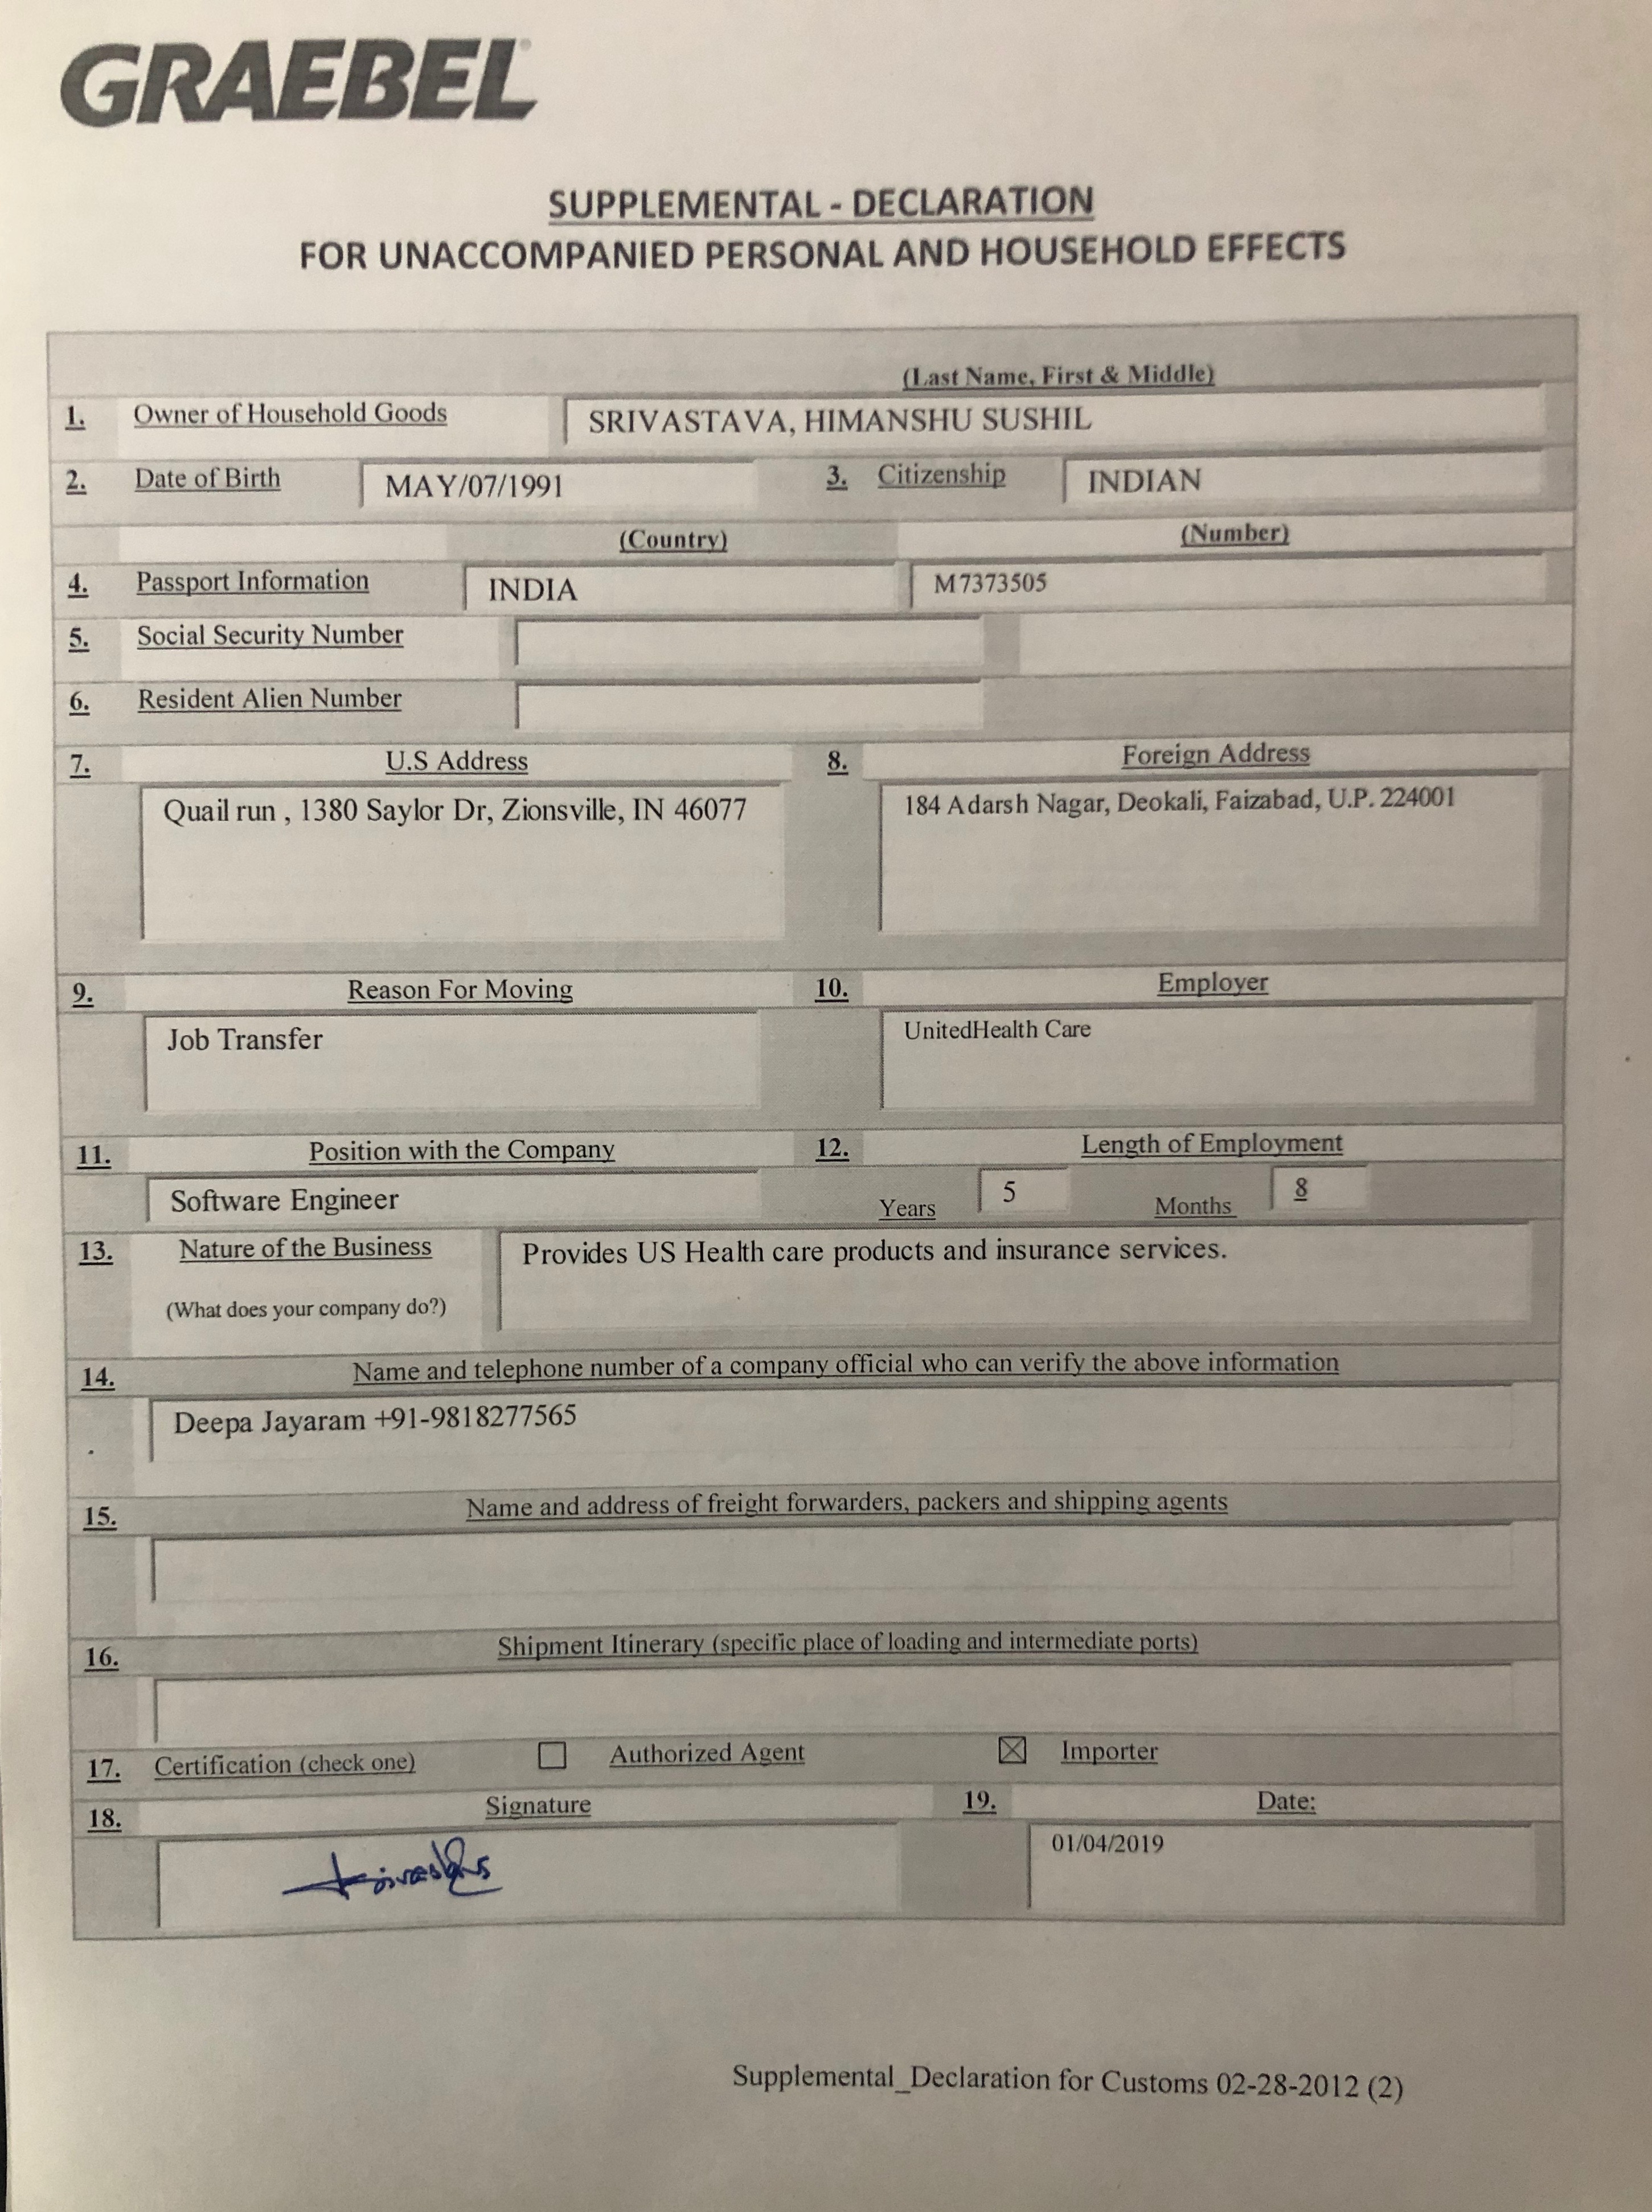 GRAEBEL
SUPPLEMENTAL - DECLARATION
FOR UNACCOMPANIED PERSONAL AND HOUSEHOLD EFFECTS
(Last Name, First & Middle)
1. Owner of Household Goods SRIVASTAVA, HIMANSHU SUSHIL
2. Date of Birth MAY/07/1991 3. Citizenship INDIAN
(Country) (Number)
4. Passport Information INDIA M7373505
5. Social Security Number
6. Resident Alien Number
7. U.S Address 8. Foreign Address
Quail run , 1380 Saylor Dr, Zionsville, IN 46077 184 Adarsh Nagar, Deokali, Faizabad, U.P. 224001
9. Reason For Moving 10. Employer
Job Transfer UnitedHealth Care
11. Position with the Company 12. Length of Employment
Software Engineer Years 5 Months 8
13. Nature of the Business Provides US Health care products and insurance services.
(What does your company do?)
14. Name and telephone number of a company official who can verify the above information
Deepa Jayaram +91-9818277565
15. Name and address of freight forwarders, packers and shipping agents
16. Shipment Itinerary (specific place of loading and intermediate ports)
17. Certification (check one) Authorized Agent Importer
18. Signature 19. Date:
01/04/2019
Supplemental_Declaration for Customs 02-28-2012 (2)